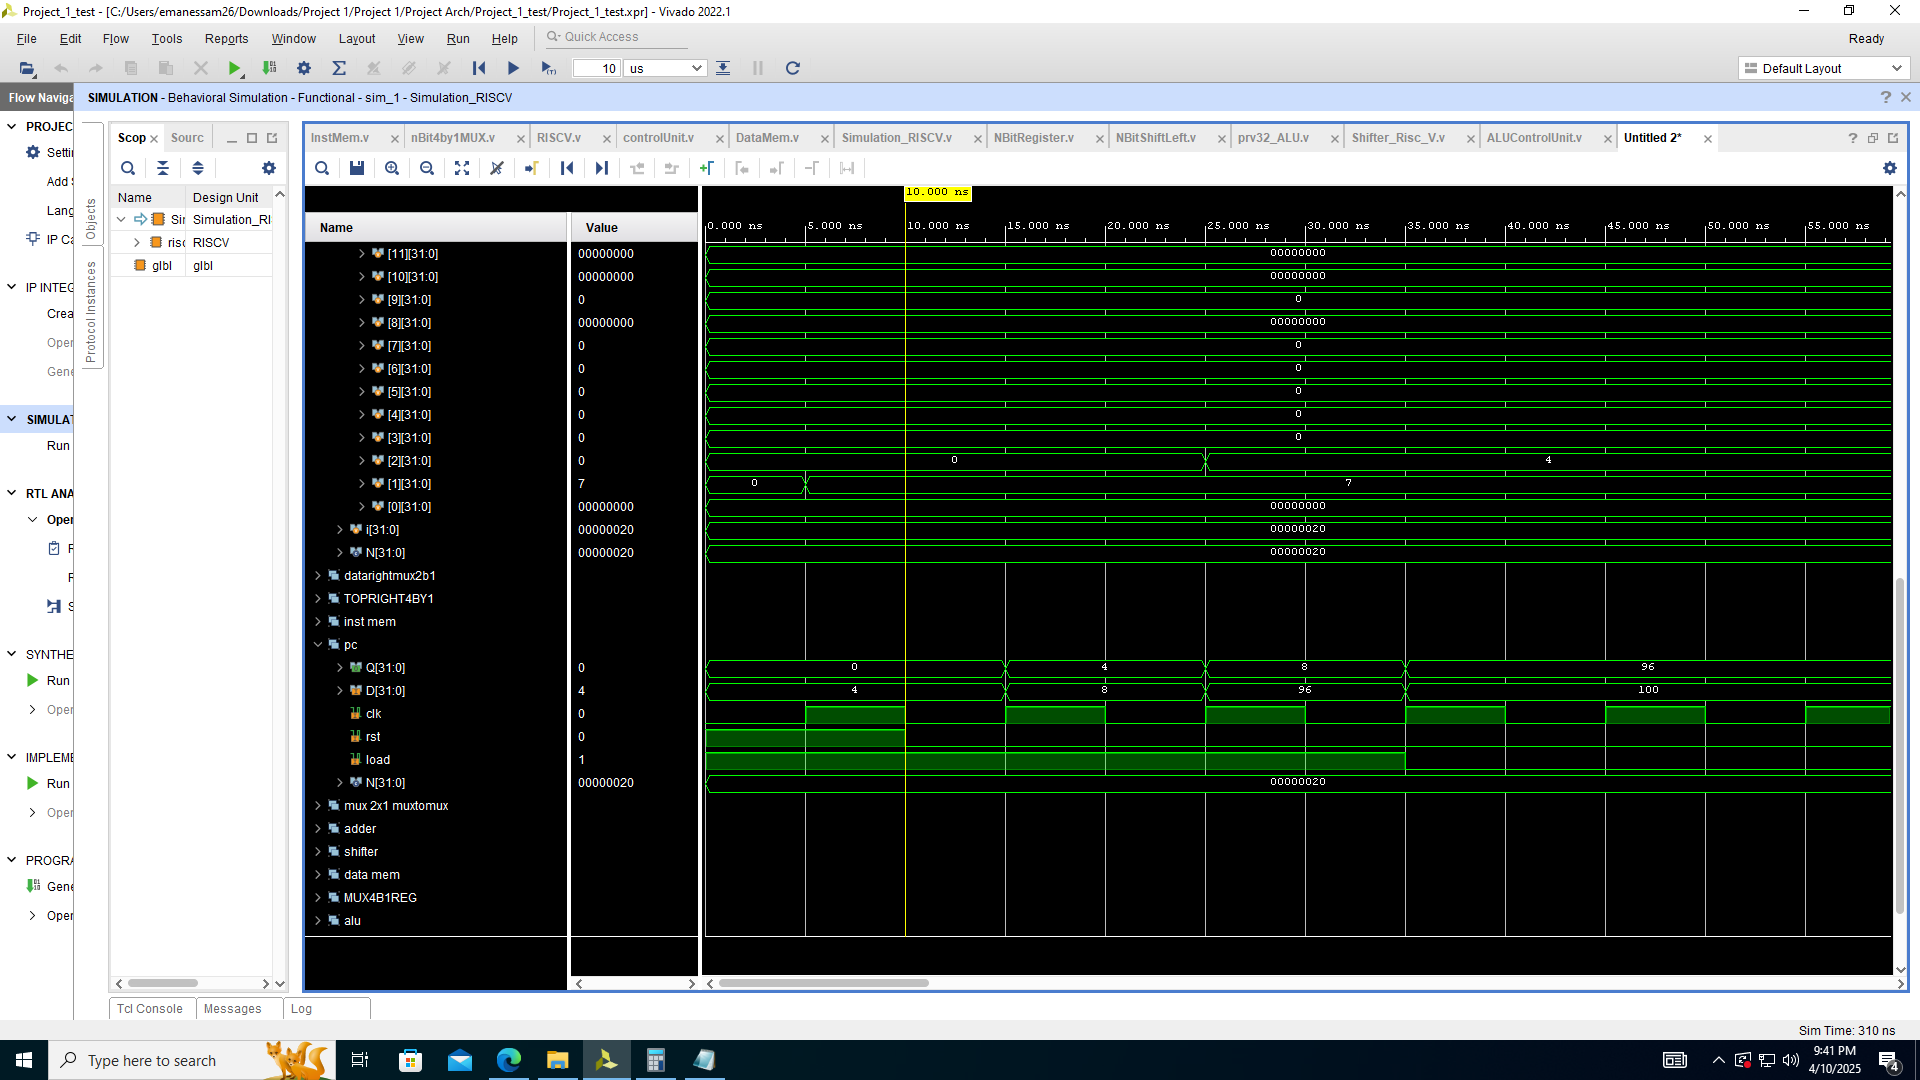 Project_1_test - [C:/Users/emanessam26/Downloads/Project 1/Project 1/Project Arch/Project_1_test/Project_1_test.xpr] - Vivado 2022.1
File Edit Flow Tools Reports Window Layout View Run Help Quick Access Ready
10 us Default Layout
Flow Naviga SIMULATION - Behavioral Simulation - Functional - sim_1 - Simulation_RISCV
PROJEC
Settin
Add S
Lang
IP Ca
IP INTEG
Crea
Oper
Gene
SIMULAT
Run
RTL ANA
Oper
SYNTHE
Run
Oper
IMPLEME
Run
Oper
PROGRA
Gene
Oper
Objects
Protocol Instances
Scop Sourc
Name Design Unit
Sir Simulation_RI
risc RISCV
glbl glbl
InstMem.v nBit4by1MUX.v RISCV.v controlUnit.v DataMem.v Simulation_RISCV.v NBitRegister.v NBitShiftLeft.v prv32_ALU.v Shifter_Risc_V.v ALUControlUnit.v Untitled 2*
10.000 ns
Name Value 0.000 ns 5.000 ns 10.000 ns 15.000 ns 20.000 ns 25.000 ns 30.000 ns 35.000 ns 40.000 ns 45.000 ns 50.000 ns 55.000 ns
[11][31:0] 00000000 00000000
[10][31:0] 00000000 00000000
[9][31:0] 0 0
[8][31:0] 00000000 00000000
[7][31:0] 0 0
[6][31:0] 0 0
[5][31:0] 0 0
[4][31:0] 0 0
[3][31:0] 0 0
[2][31:0] 0 0 4
[1][31:0] 7 0 7
[0][31:0] 00000000 00000000
i[31:0] 00000020 00000020
N[31:0] 00000020 00000020
datarightmux2b1
TOPRIGHT4BY1
inst mem
pc
Q[31:0] 0 0 4 8 96
D[31:0] 4 4 8 96 100
clk 0
rst 0
load 1
N[31:0] 00000020 00000020
mux 2x1 muxtomux
adder
shifter
data mem
MUX4B1REG
alu
Tcl Console Messages Log
Sim Time: 310 ns
Type here to search
9:41 PM
4/10/2025
4